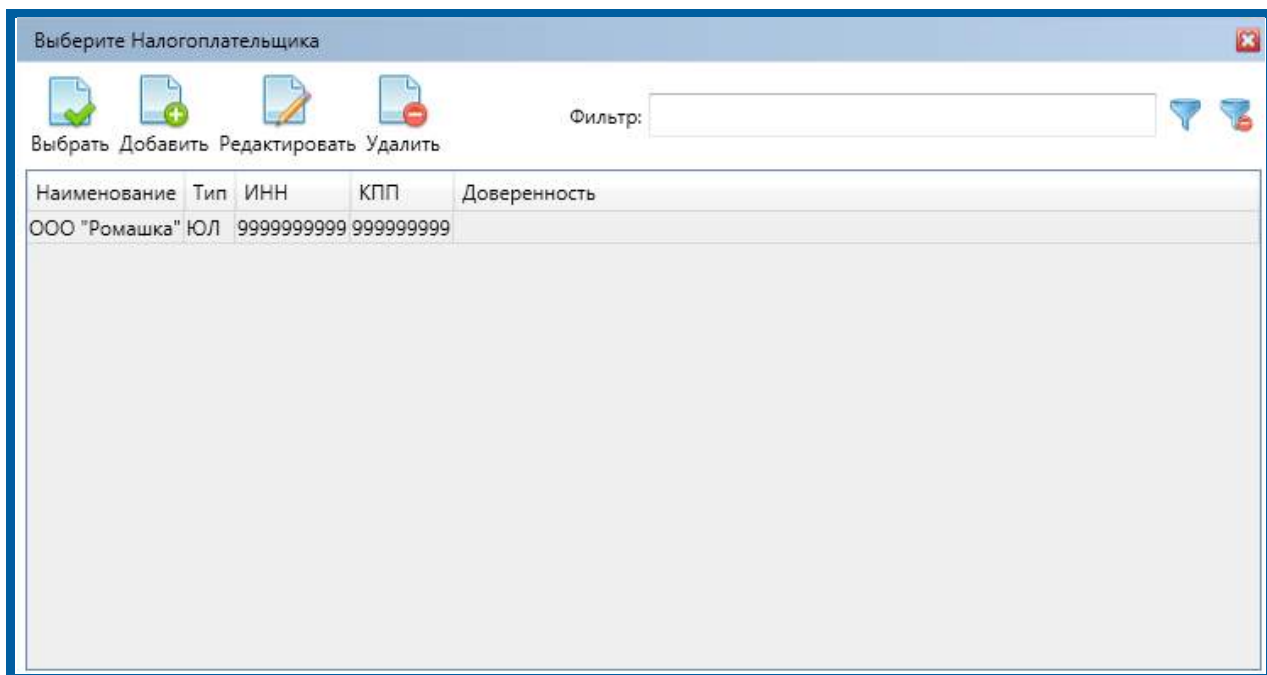 Выберите Налогоплательщика
Фильтр:
Выбрать Добавить Редактировать Удалить
Наименование Тип ИНН КПП Доверенность
ООО "Ромашка" ЮЛ 9999999999 999999999